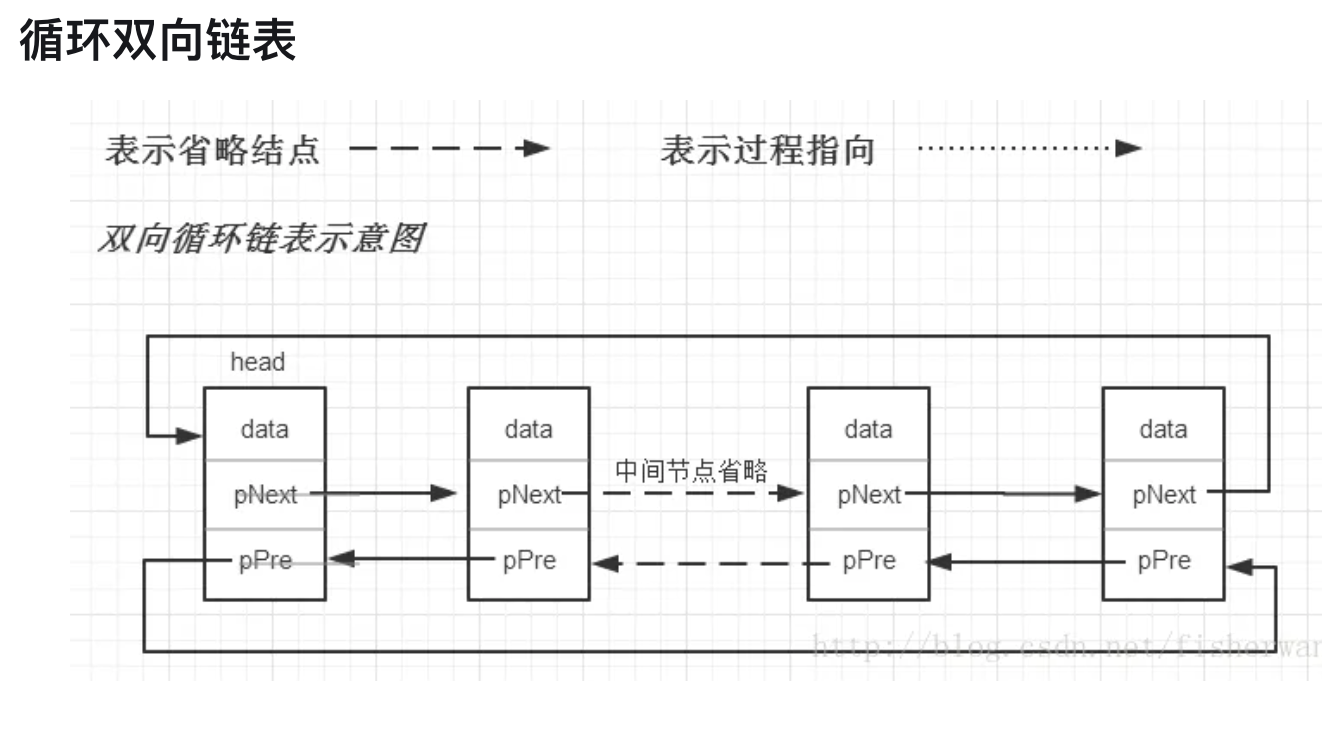 循环双向链表
表示省略结点 表示过程指向
双向循环链表示意图
head
data data data data
中间节点省略
pNext pNext pNext pNext
pPre pPre pPre pPre
http://blog.csdn.net/fisherwan